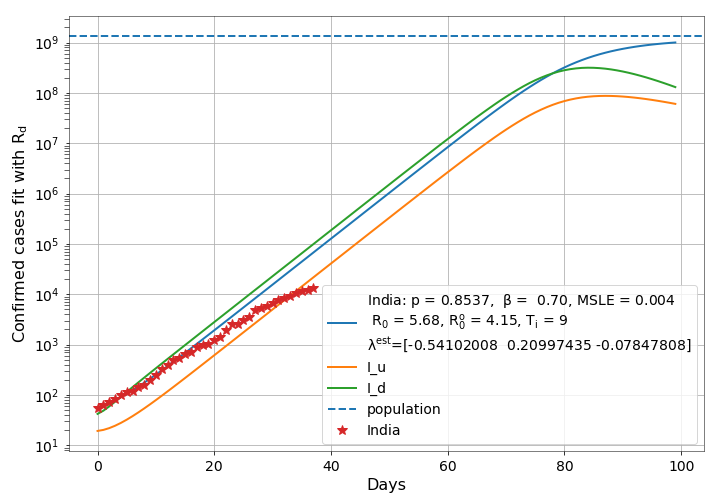 10⁹
10⁸
10⁷
10⁶
10⁵
10⁴
10³
10²
10¹
Confirmed cases fit with R_d
India: p = 0.8537,  β =  0.70, MSLE = 0.004
R₀ = 5.68, R₀⁰ = 4.15, T_i = 9
λ^est=[-0.54102008  0.20997435 -0.07847808]
I_u
I_d
population
India
0 20 40 60 80 100
Days